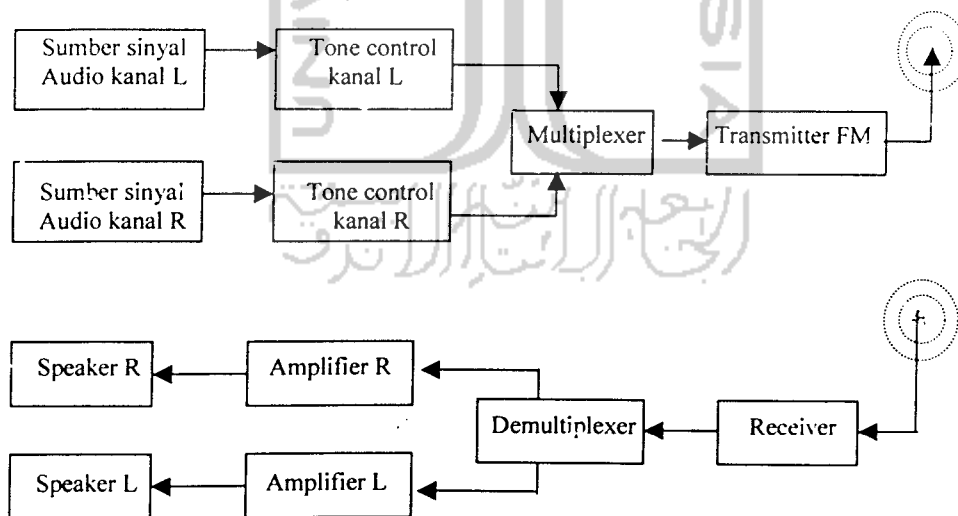 Sumber sinyal
Audio kanal L
Tone control
kanal L
Multiplexer
Transmitter FM
Sumber sinyal
Audio kanal R
Tone control
kanal R
Speaker R
Amplifier R
Demultiplexer
Receiver
Speaker L
Amplifier L